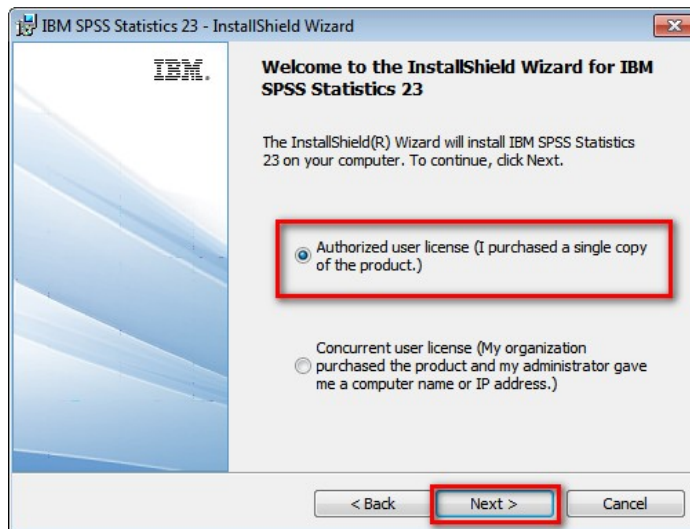 IBM SPSS Statistics 23 - InstallShield Wizard
IBM.
Welcome to the InstallShield Wizard for IBM
SPSS Statistics 23
The InstallShield(R) Wizard will install IBM SPSS Statistics
23 on your computer. To continue, click Next.
Authorized user license (I purchased a single copy
of the product.)
Concurrent user license (My organization
purchased the product and my administrator gave
me a computer name or IP address.)
< Back
Next >
Cancel